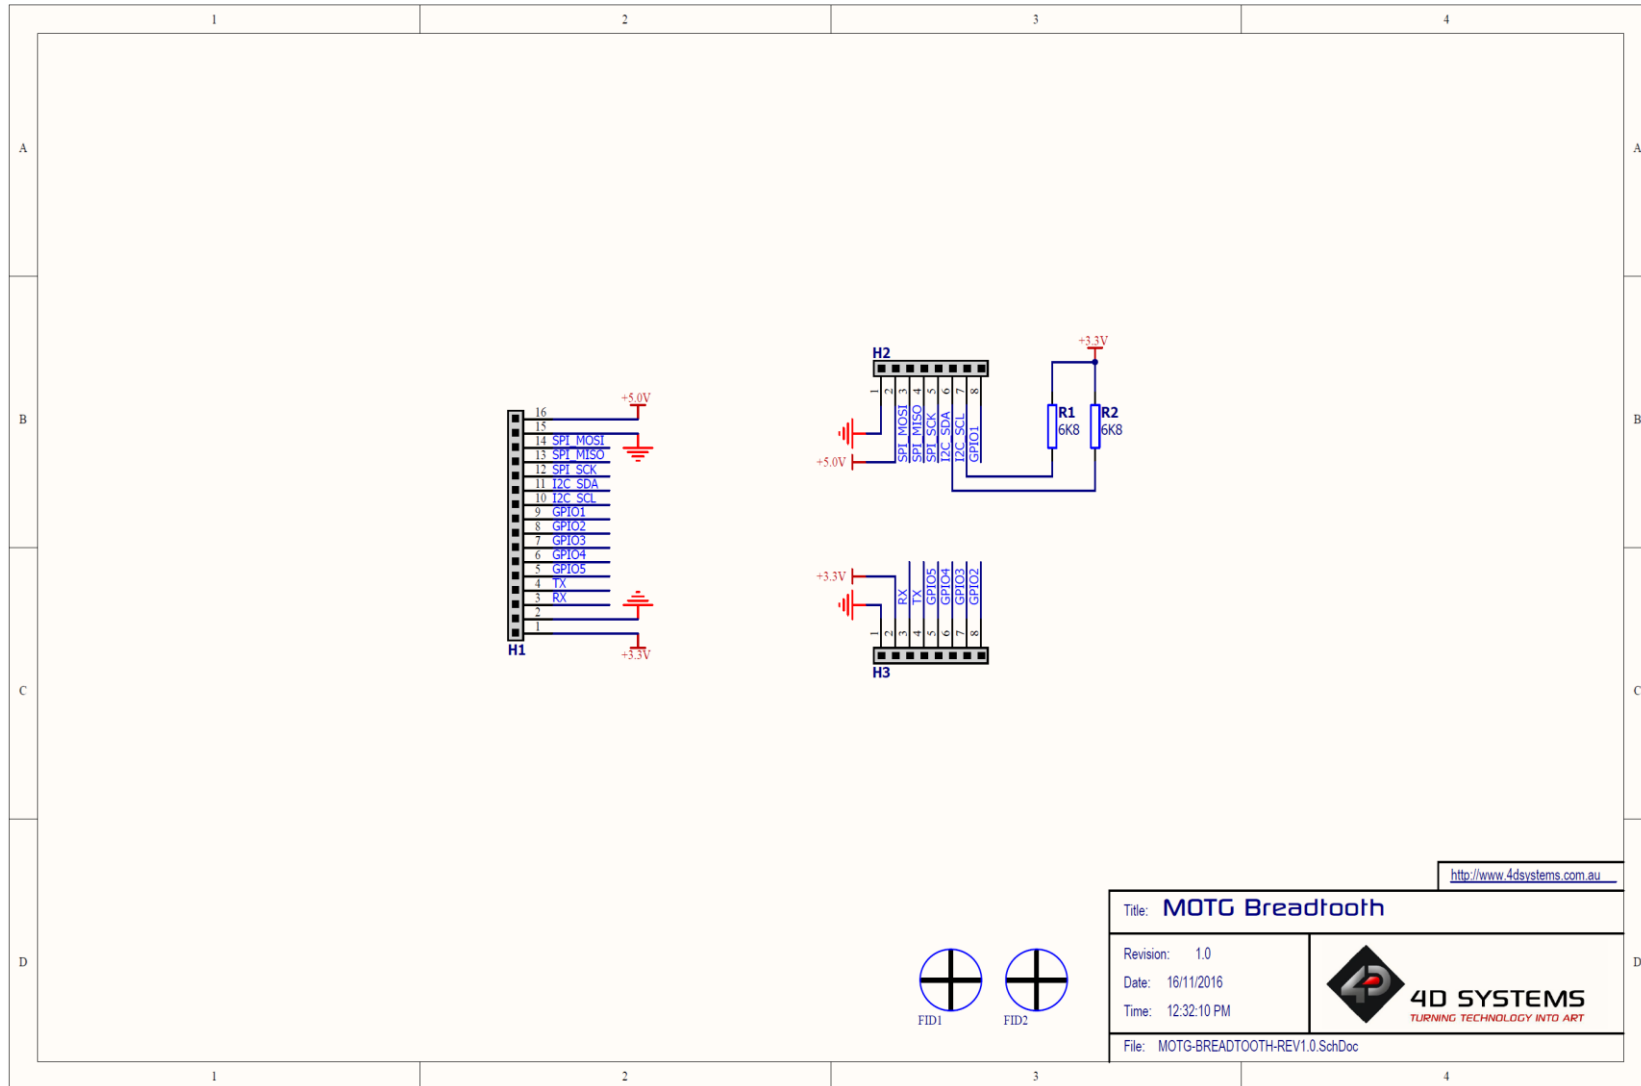 1 2 3 4
A A
+3.3V
H2
1 2 3 4 5 6 7 8
SPI_MOSI
SPI_MISO
SPI_SCK
I2C_SDA
I2C_SCL
GPIO1
+5.0V
R1 R2
6K8 6K8
+5.0V
B B
16
15
14 SPI_MOSI
13 SPI_MISO
12 SPI_SCK
11 I2C_SDA
10 I2C_SCL
9 GPIO1
8 GPIO2
7 GPIO3
6 GPIO4
5 GPIO5
4 TX
3 RX
2
1
H1
+3.3V
+3.3V
RX
TX
GPIO5
GPIO4
GPIO3
GPIO2
1 2 3 4 5 6 7 8
H3
C C
http://www.4dsystems.com.au
Title: MOTG Breadtooth
Revision: 1.0
Date: 16/11/2016
Time: 12:32:10 PM
4D SYSTEMS
TURNING TECHNOLOGY INTO ART
File: MOTG-BREADTOOTH-REV1.0.SchDoc
D D
FID1 FID2
1 2 3 4